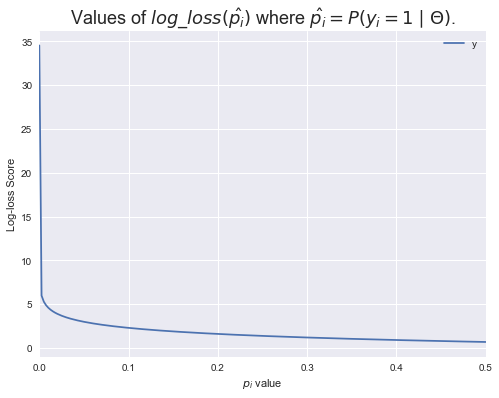 Values of log_loss(p̂ᵢ) where p̂ᵢ = P(yᵢ = 1 | Θ).
y
35
30
25
20
15
10
5
0
Log-loss Score
0.0 0.1 0.2 0.3 0.4 0.5
pᵢ value